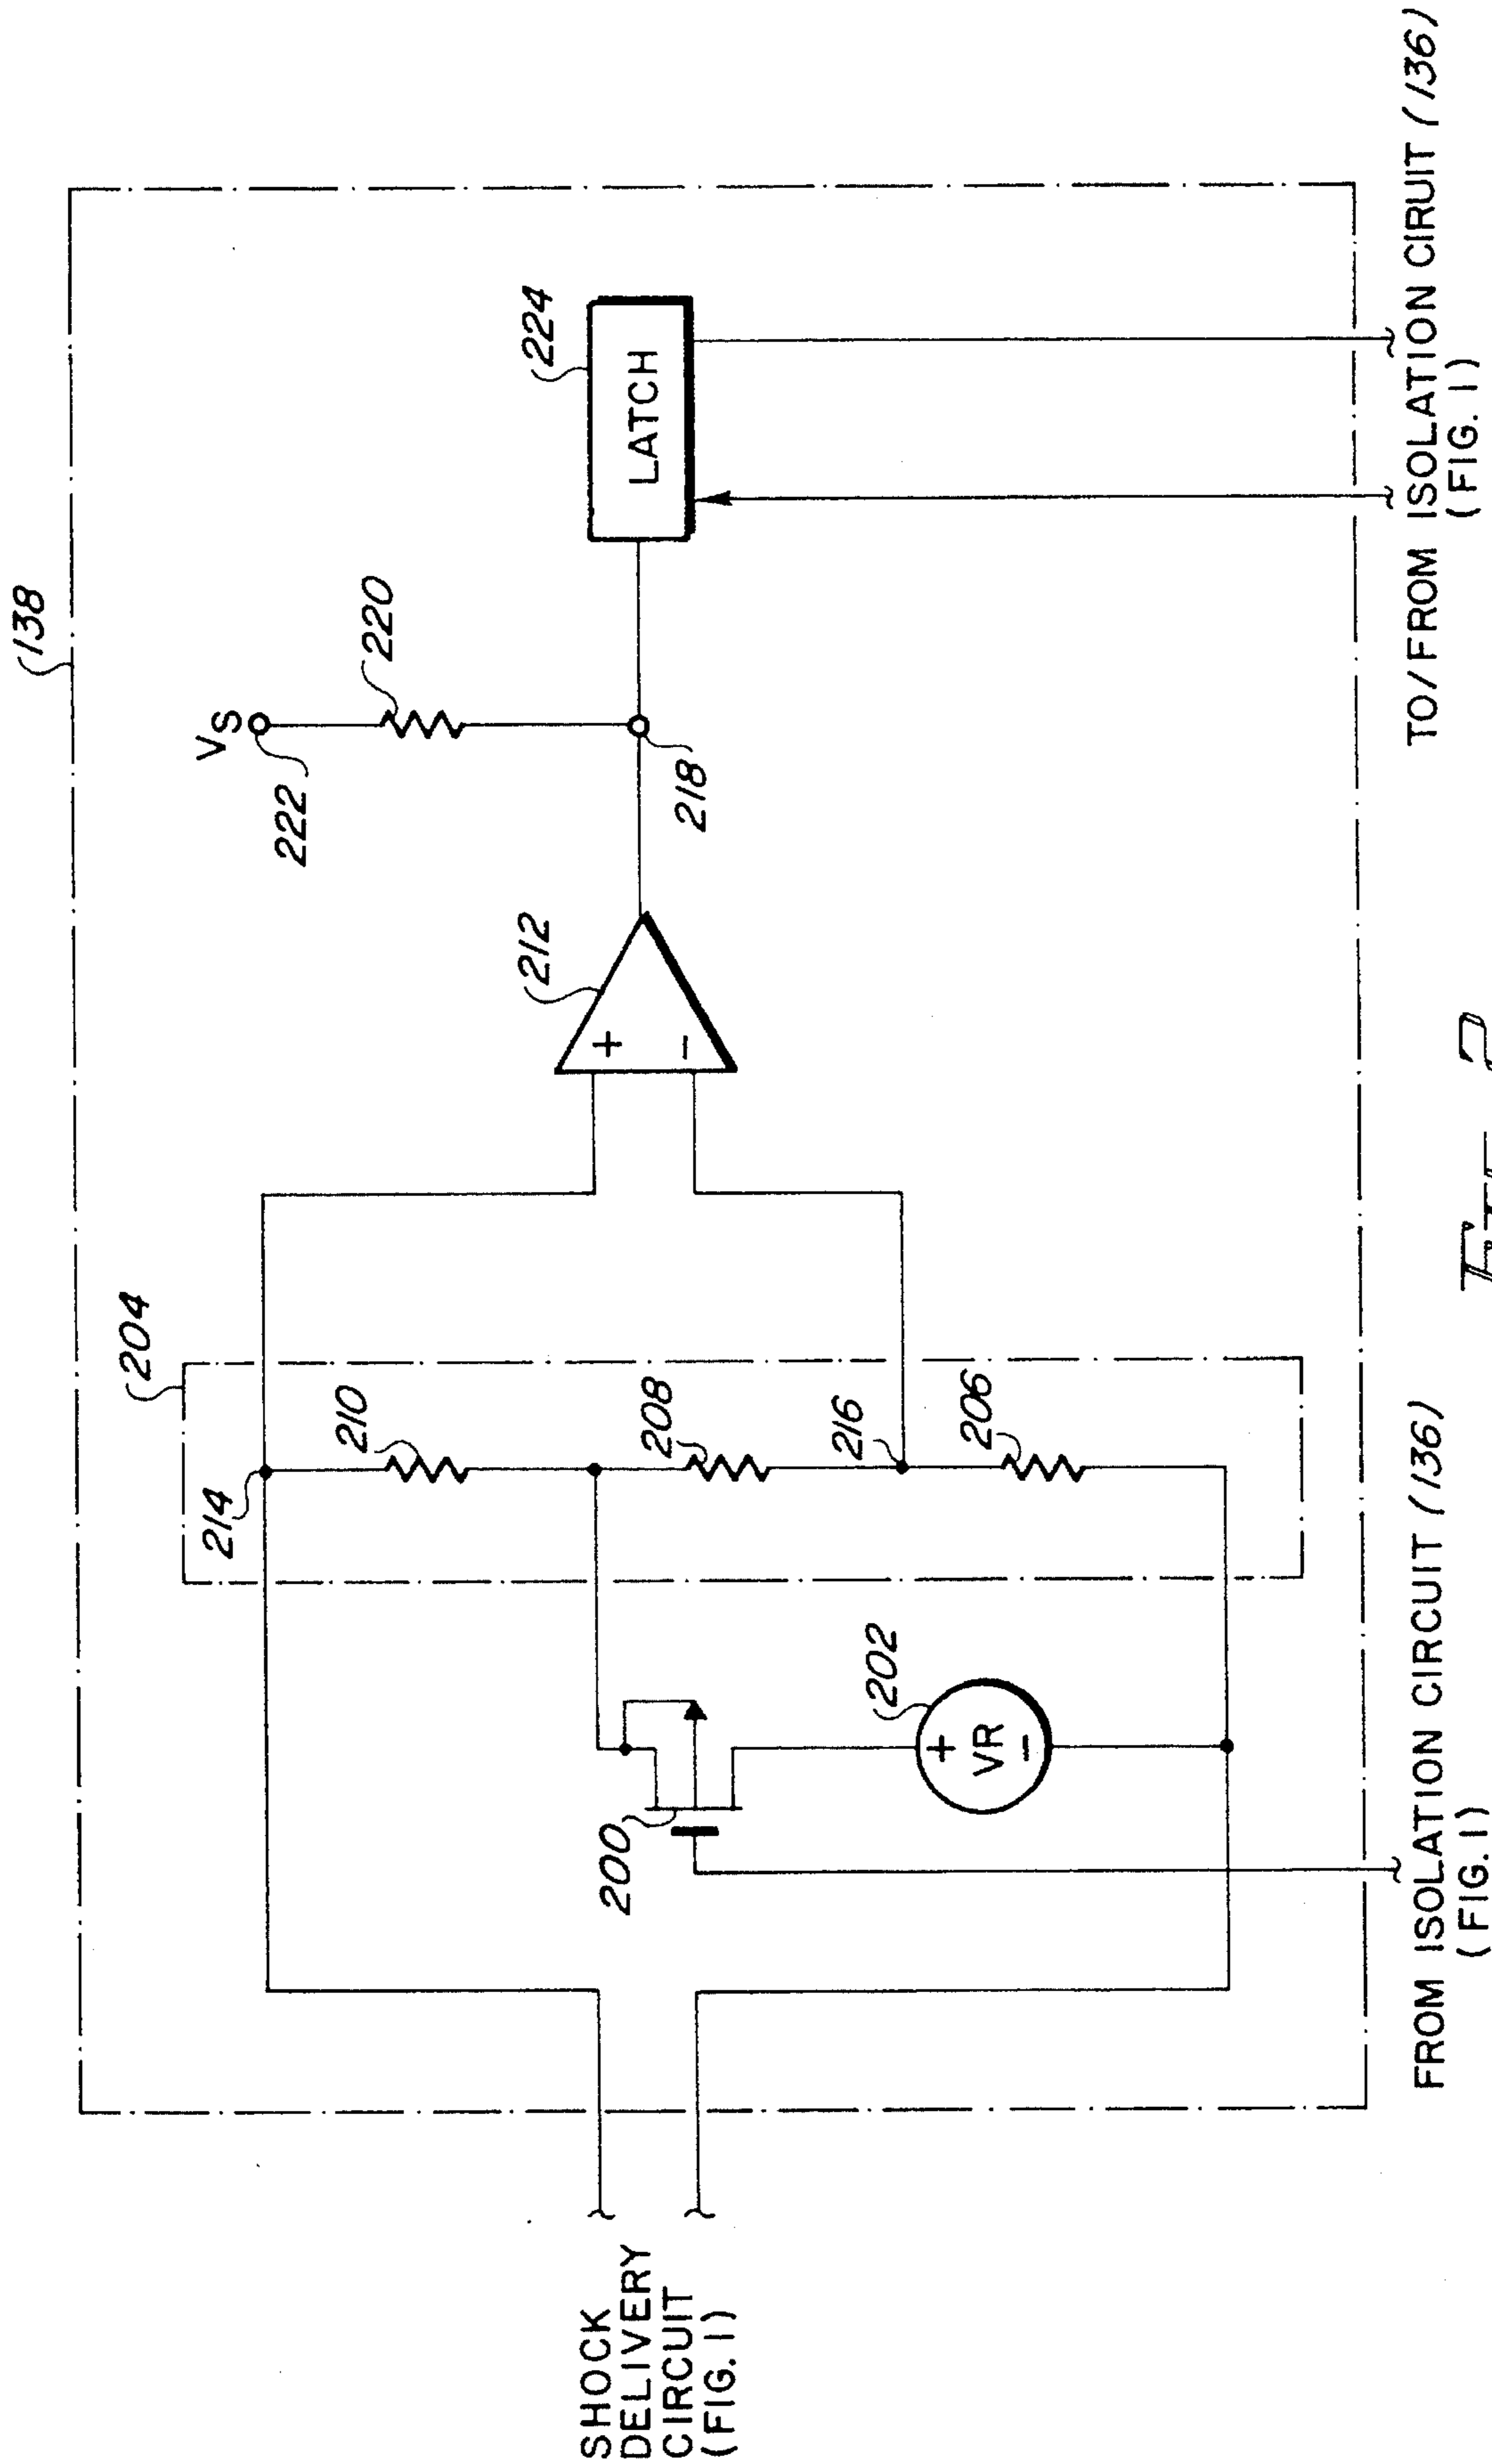 138
204
214
210
208
216
206
200
202
+
VR
−
212
+
−
VS
222
220
218
224
LATCH
SHOCK
DELIVERY
CIRCUIT
(FIG. 1)
FROM ISOLATION CIRCUIT (136)
(FIG. 1)
TO/FROM ISOLATION CIRUIT (136)
(FIG. 1)